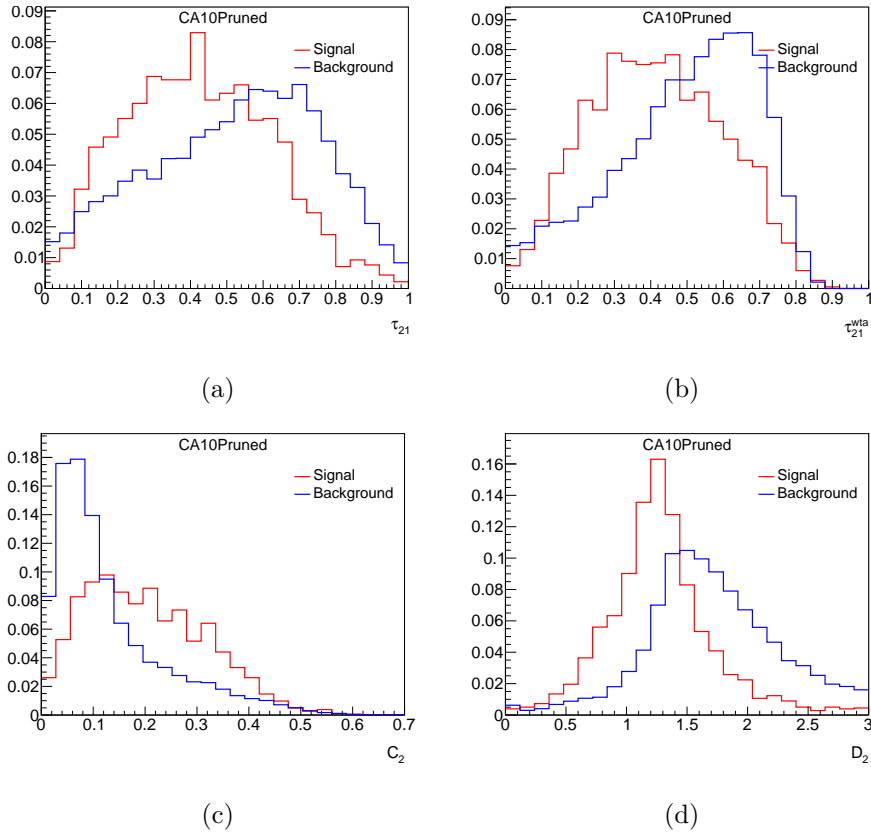 CA10Pruned
Signal
Background
0.09
0.08
0.07
0.06
0.05
0.04
0.03
0.02
0.01
0
0 0.1 0.2 0.3 0.4 0.5 0.6 0.7 0.8 0.9 1
τ21
(a)
CA10Pruned
Signal
Background
0.09
0.08
0.07
0.06
0.05
0.04
0.03
0.02
0.01
0
0 0.1 0.2 0.3 0.4 0.5 0.6 0.7 0.8 0.9 1
τ21^wta
(b)
CA10Pruned
Signal
Background
0.18
0.16
0.14
0.12
0.1
0.08
0.06
0.04
0.02
0
0 0.1 0.2 0.3 0.4 0.5 0.6 0.7
C2
(c)
CA10Pruned
Signal
Background
0.16
0.14
0.12
0.1
0.08
0.06
0.04
0.02
0
0 0.5 1 1.5 2 2.5 3
D2
(d)